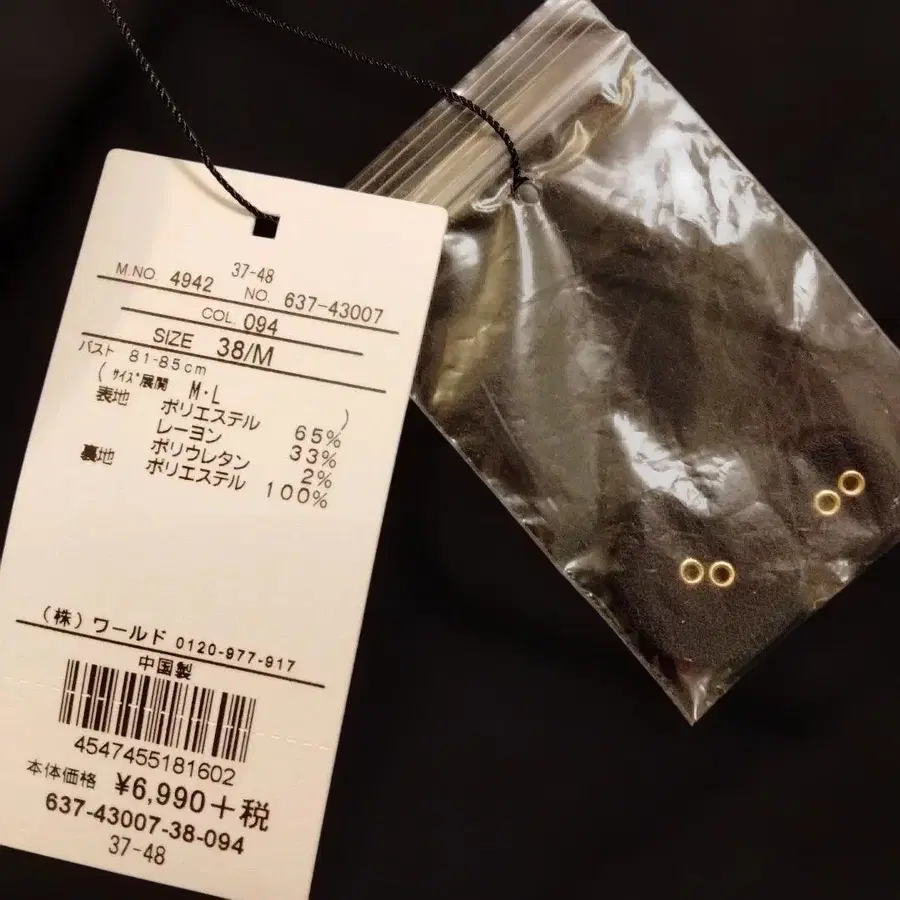 37-48
M.NO. 4942 NO. 637-43007
COL. 094
SIZE 38/M
バスト 81-85cm
(サイズ展開 M・L )
表地 ポリエステル 65%
レーヨン 33%
ポリウレタン 2%
裏地 ポリエステル 100%
(株)ワールド 0120-977-917
中国製
4547455181602
本体価格 ¥6,990+税
637-43007-38-094
37-48